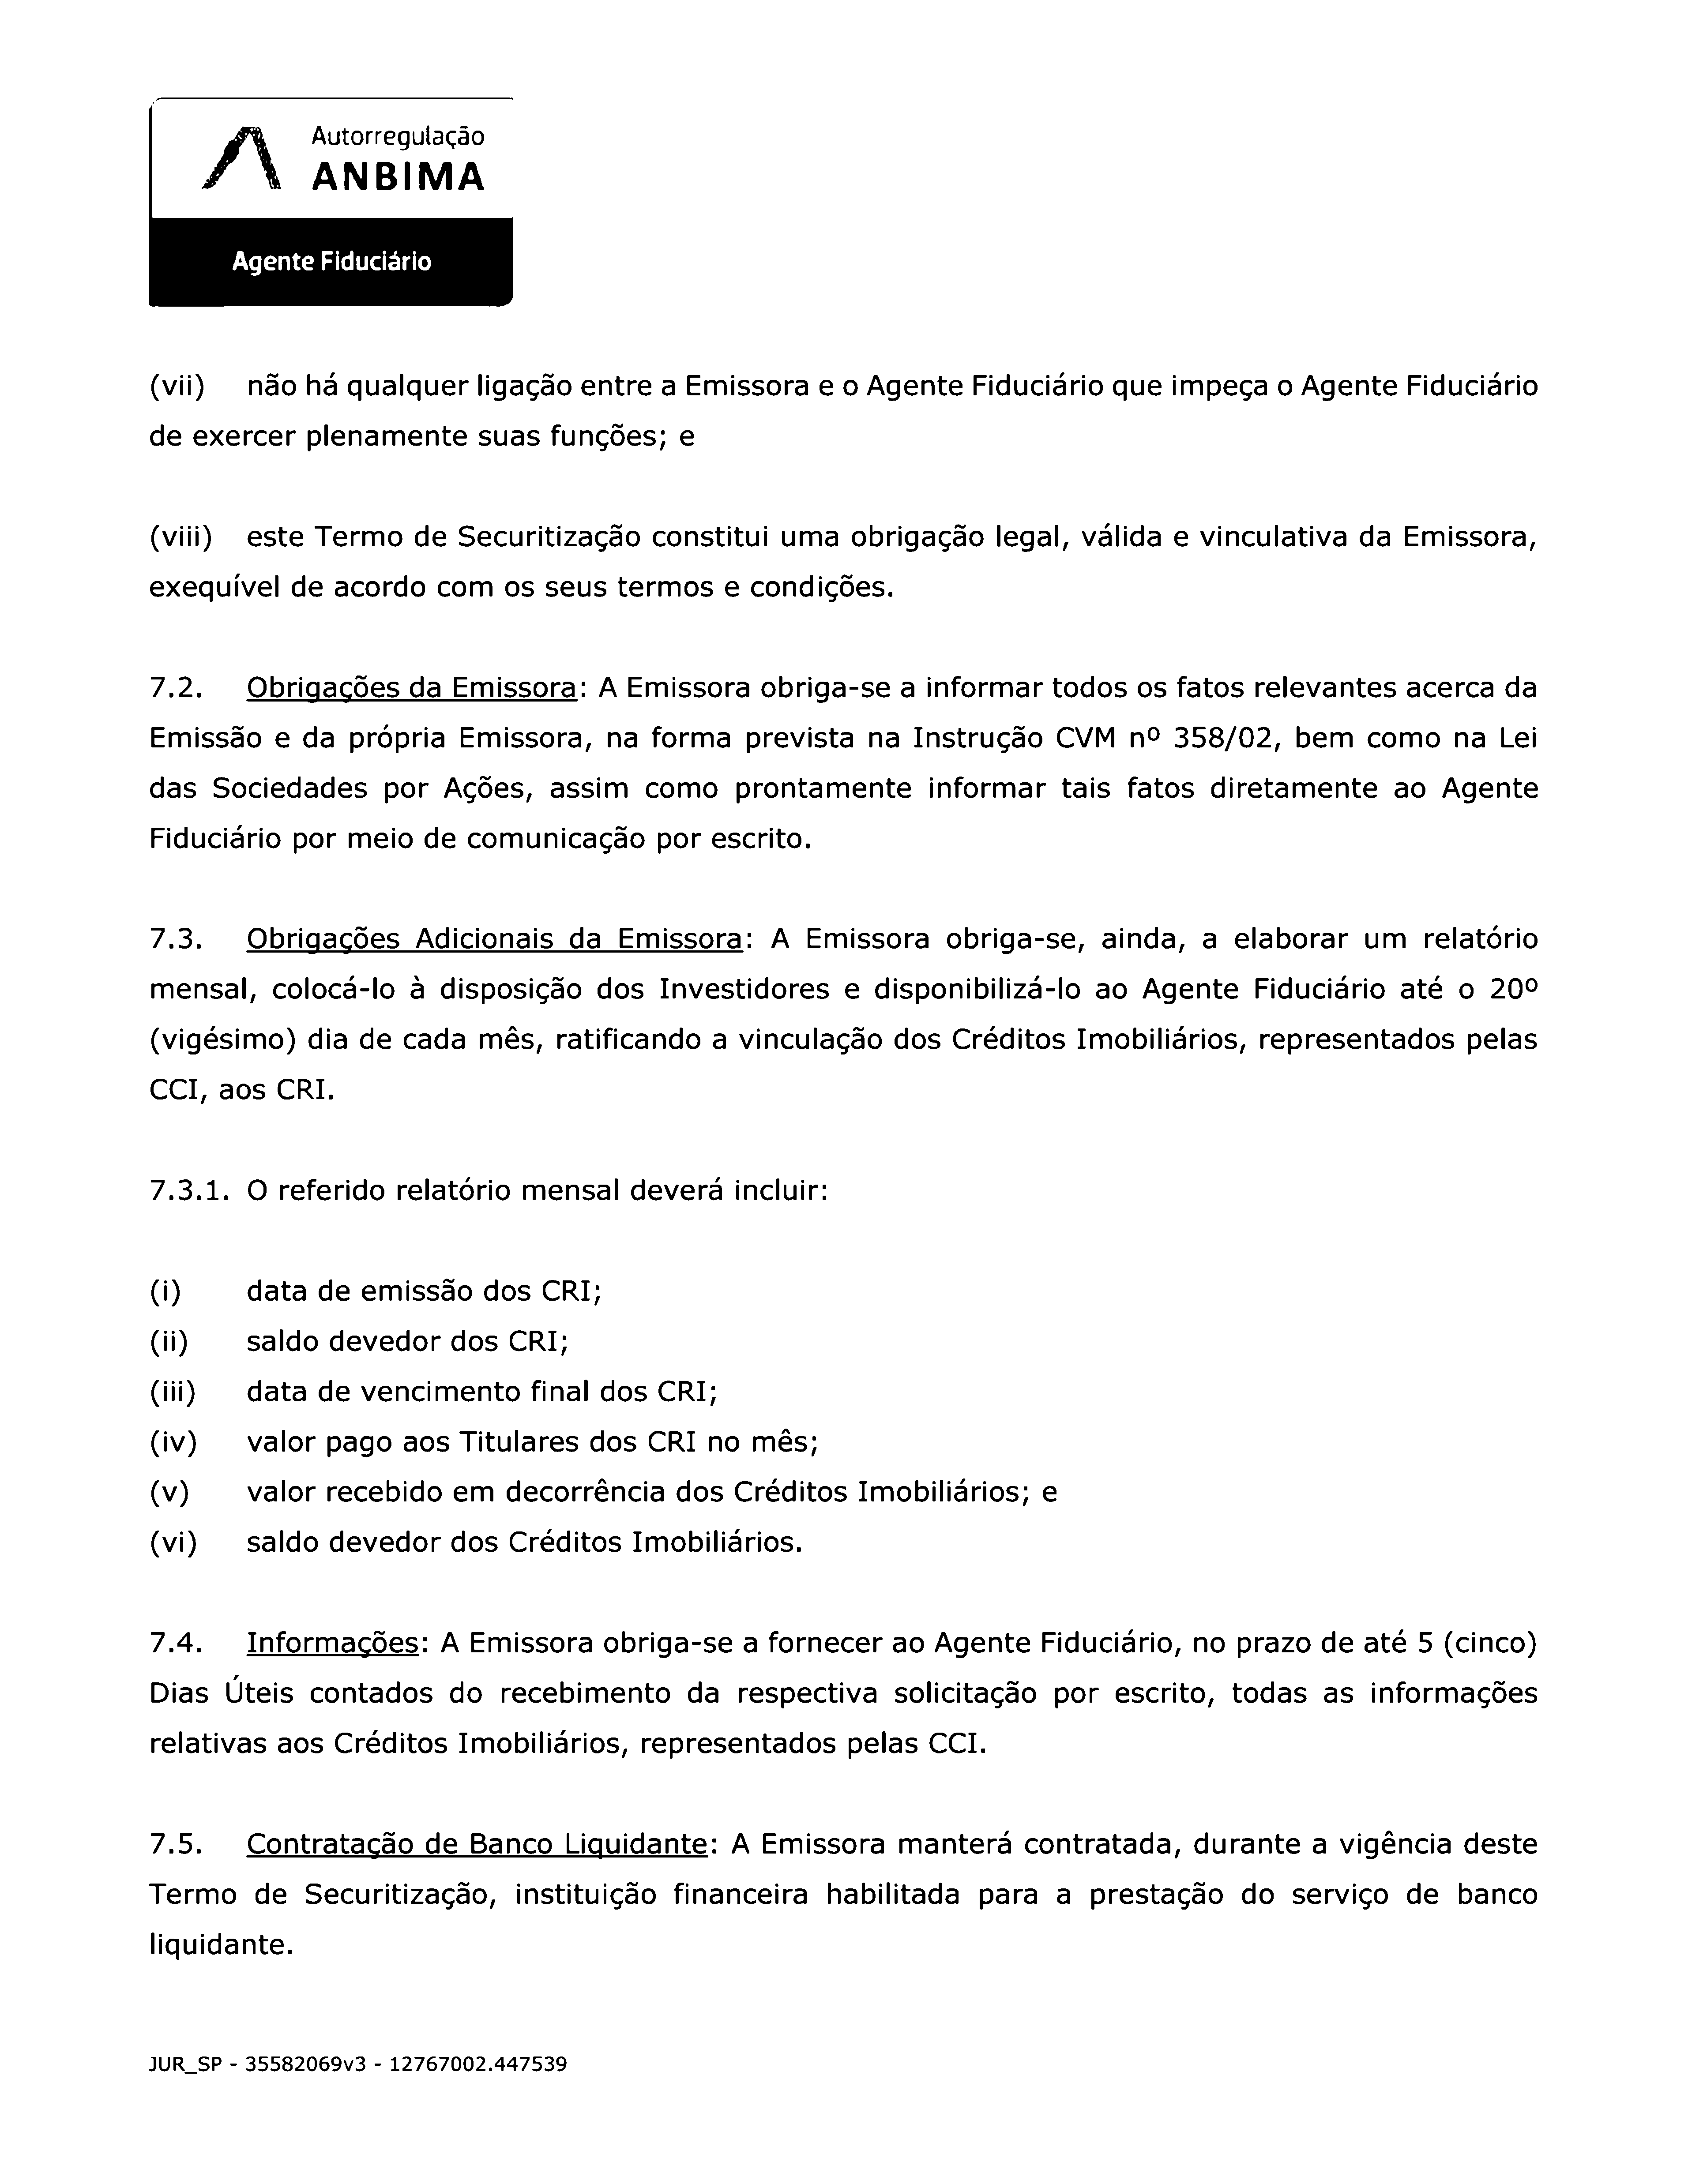 Autorregulação
ANBIMA
Agente Fiduciário
(vii) não há qualquer ligação entre a Emissora e o Agente Fiduciário que impeça o Agente Fiduciário
de exercer plenamente suas funções; e
(viii) este Termo de Securitização constitui uma obrigação legal, válida e vinculativa da Emissora,
exequível de acordo com os seus termos e condições.
7.2. Obrigações da Emissora: A Emissora obriga-se a informar todos os fatos relevantes acerca da
Emissão e da própria Emissora, na forma prevista na Instrução CVM nº 358/02, bem como na Lei
das Sociedades por Ações, assim como prontamente informar tais fatos diretamente ao Agente
Fiduciário por meio de comunicação por escrito.
7.3. Obrigações Adicionais da Emissora: A Emissora obriga-se, ainda, a elaborar um relatório
mensal, colocá-lo à disposição dos Investidores e disponibilizá-lo ao Agente Fiduciário até o 20º
(vigésimo) dia de cada mês, ratificando a vinculação dos Créditos Imobiliários, representados pelas
CCI, aos CRI.
7.3.1. O referido relatório mensal deverá incluir:
(i) data de emissão dos CRI;
(ii) saldo devedor dos CRI;
(iii) data de vencimento final dos CRI;
(iv) valor pago aos Titulares dos CRI no mês;
(v) valor recebido em decorrência dos Créditos Imobiliários; e
(vi) saldo devedor dos Créditos Imobiliários.
7.4. Informações: A Emissora obriga-se a fornecer ao Agente Fiduciário, no prazo de até 5 (cinco)
Dias Úteis contados do recebimento da respectiva solicitação por escrito, todas as informações
relativas aos Créditos Imobiliários, representados pelas CCI.
7.5. Contratação de Banco Liquidante: A Emissora manterá contratada, durante a vigência deste
Termo de Securitização, instituição financeira habilitada para a prestação do serviço de banco
liquidante.
JUR_SP - 35582069v3 - 12767002.447539